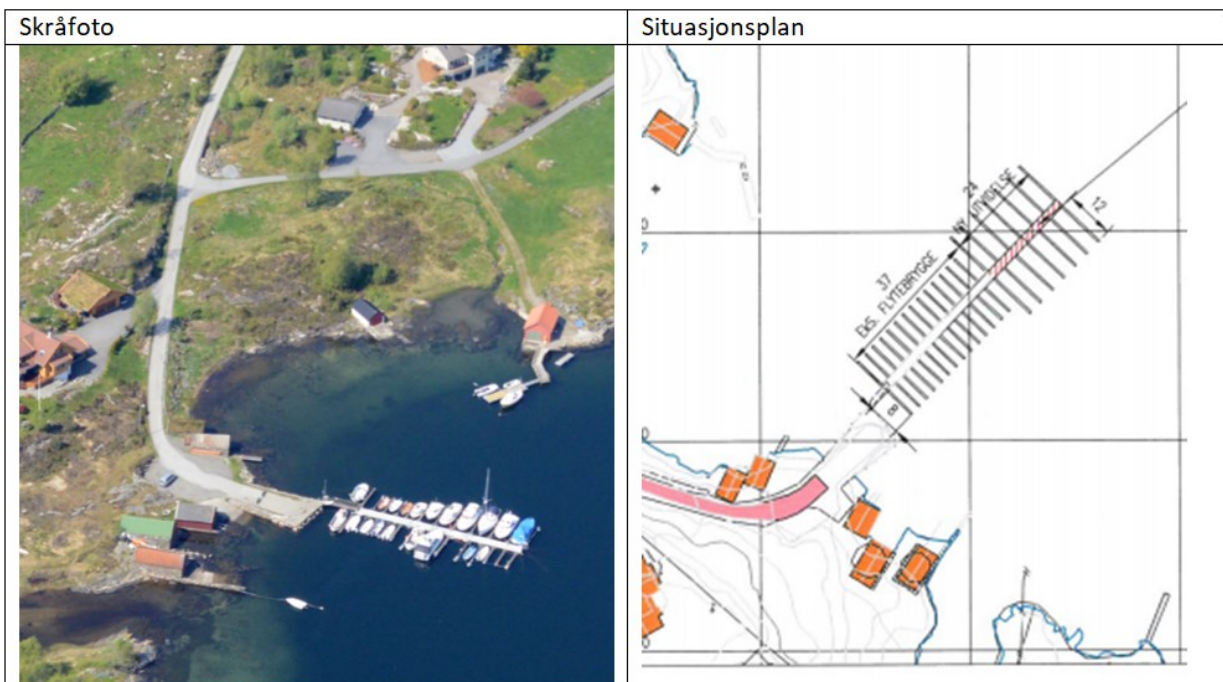 Skråfoto
Situasjonsplan
24
NY UTVIDELSE
12
37
EKS. FLYTEBRYGGE
8